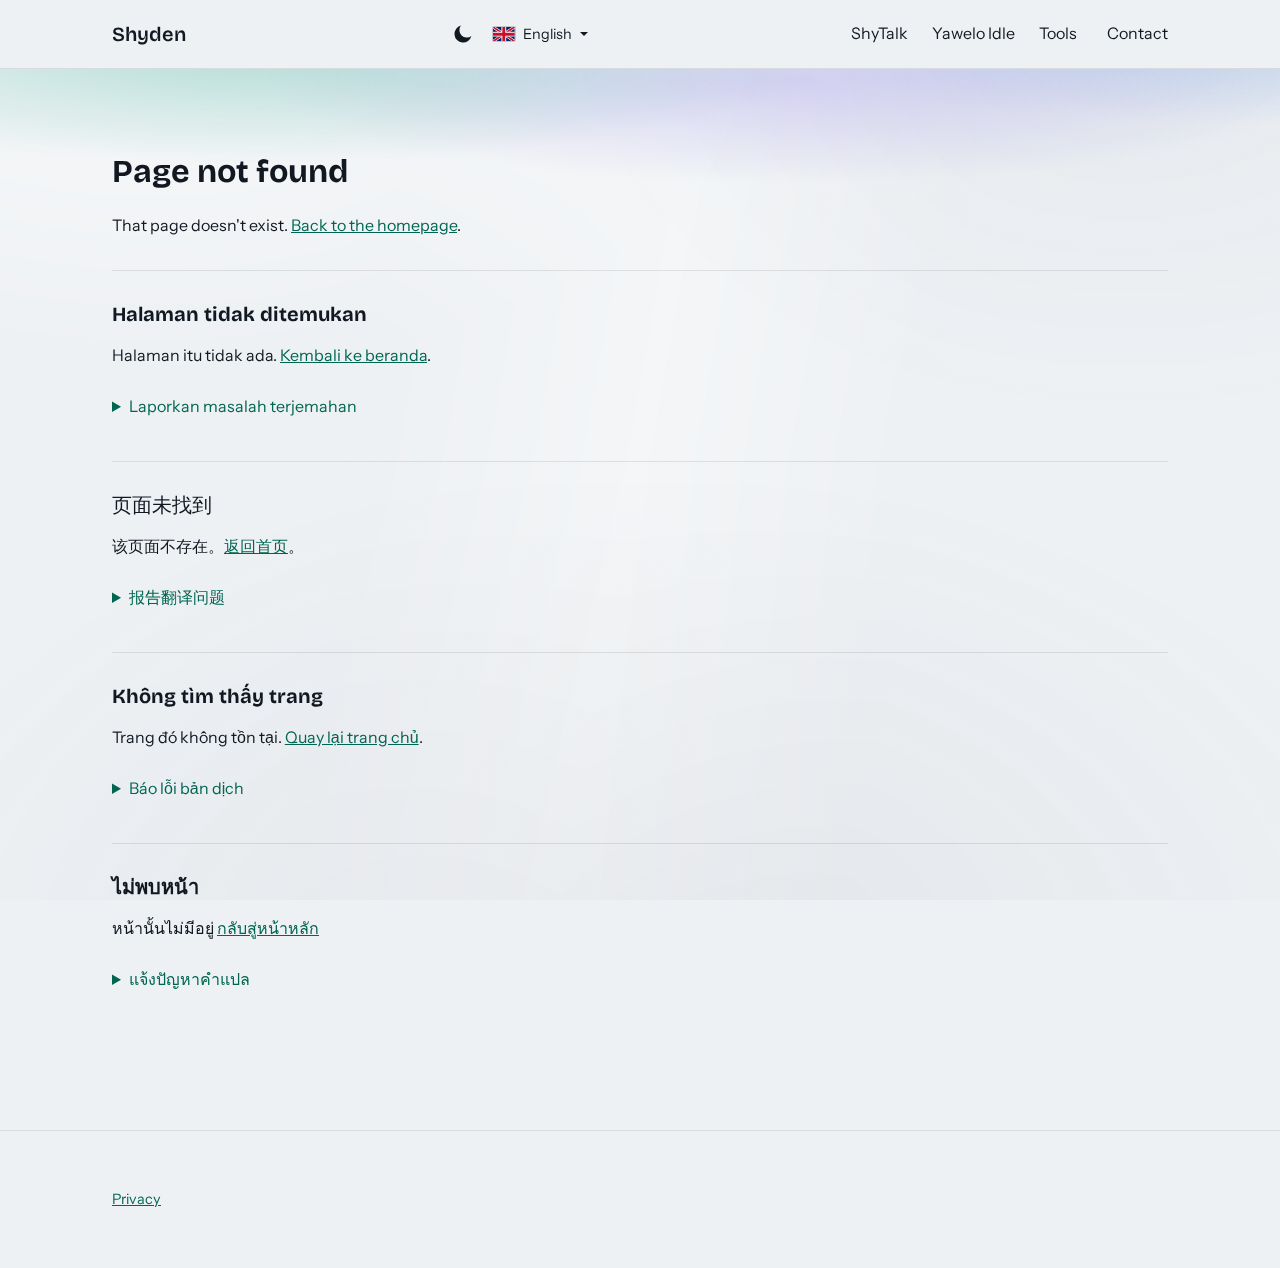 Shyden
English
ShyTalk
Yawelo Idle
Tools
Contact
Page not found
That page doesn't exist. Back to the homepage.
Halaman tidak ditemukan
Halaman itu tidak ada. Kembali ke beranda.
Laporkan masalah terjemahan
页面未找到
该页面不存在。返回首页。
报告翻译问题
Không tìm thấy trang
Trang đó không tồn tại. Quay lại trang chủ.
Báo lỗi bản dịch
ไม่พบหน้า
หน้านั้นไม่มีอยู่ กลับสู่หน้าหลัก
แจ้งปัญหาคำแปล
Privacy